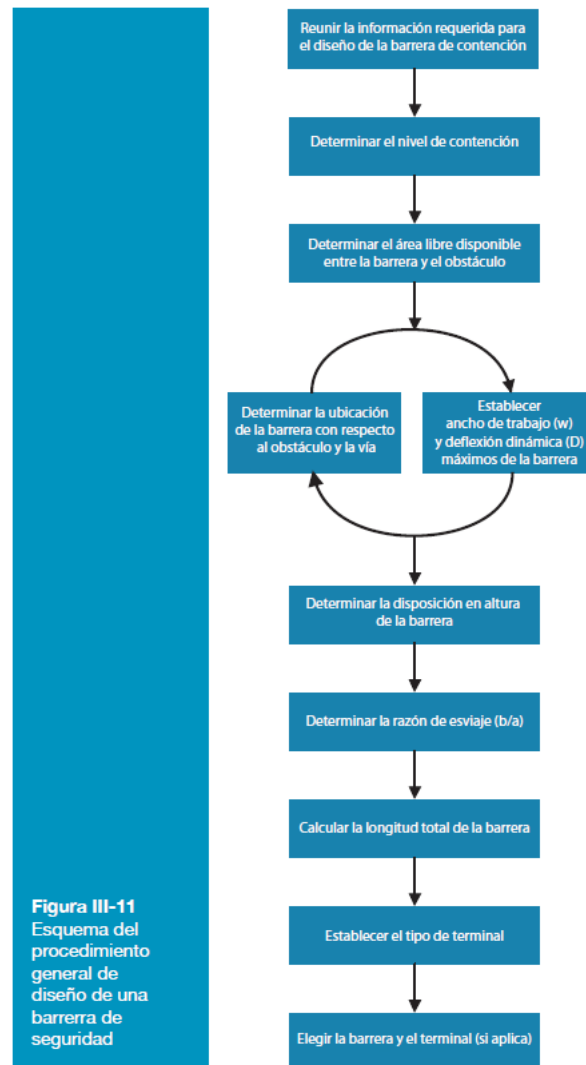 Reunir la información requerida para
el diseño de la barrera de contención
Determinar el nivel de contención
Determinar el área libre disponible
entre la barrera y el obstáculo
Determinar la ubicación
de la barrera con respecto
al obstáculo y la vía
Establecer
ancho de trabajo (w)
y deflexión dinámica (D)
máximos de la barrera
Determinar la disposición en altura
de la barrera
Determinar la razón de esviaje (b/a)
Calcular la longitud total de la barrera
Establecer el tipo de terminal
Elegir la barrera y el terminal (si aplica)
Figura III-11
Esquema del
procedimiento
general de
diseño de una
barrerra de
seguridad